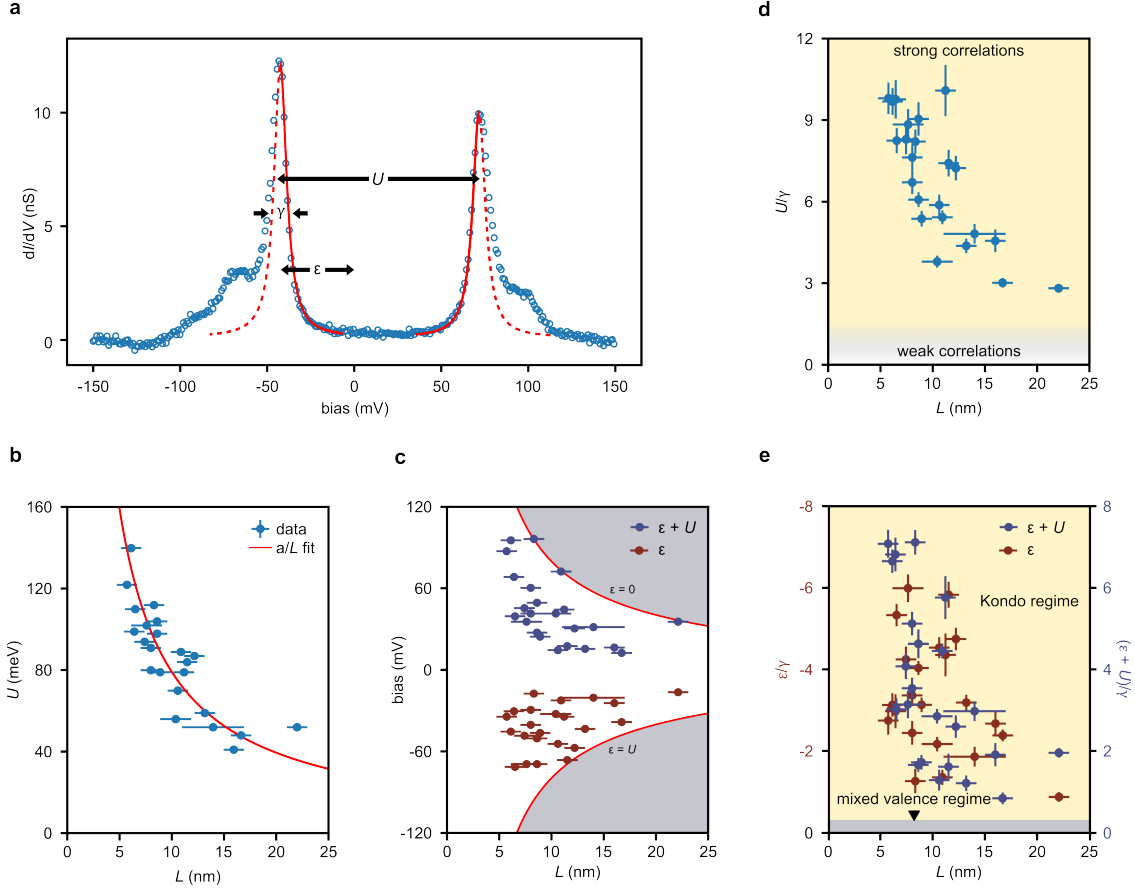 a
10
5
0
dI/dV (nS)
U
γ
ε
-150
-100
-50
0
50
100
150
bias (mV)
d
12
9
6
3
0
U/γ
strong correlations
weak correlations
0
5
10
15
20
25
L (nm)
b
160
120
80
40
0
U (meV)
data
a/L fit
0
5
10
15
20
25
L (nm)
c
120
60
0
-60
-120
bias (mV)
ε + U
ε
ε = 0
ε = U
0
5
10
15
20
25
L (nm)
e
-8
-6
-4
-2
0
ε/γ
ε + U
ε
Kondo regime
mixed valence regime
8
6
4
2
0
(ε + U)/γ
0
5
10
15
20
25
L (nm)